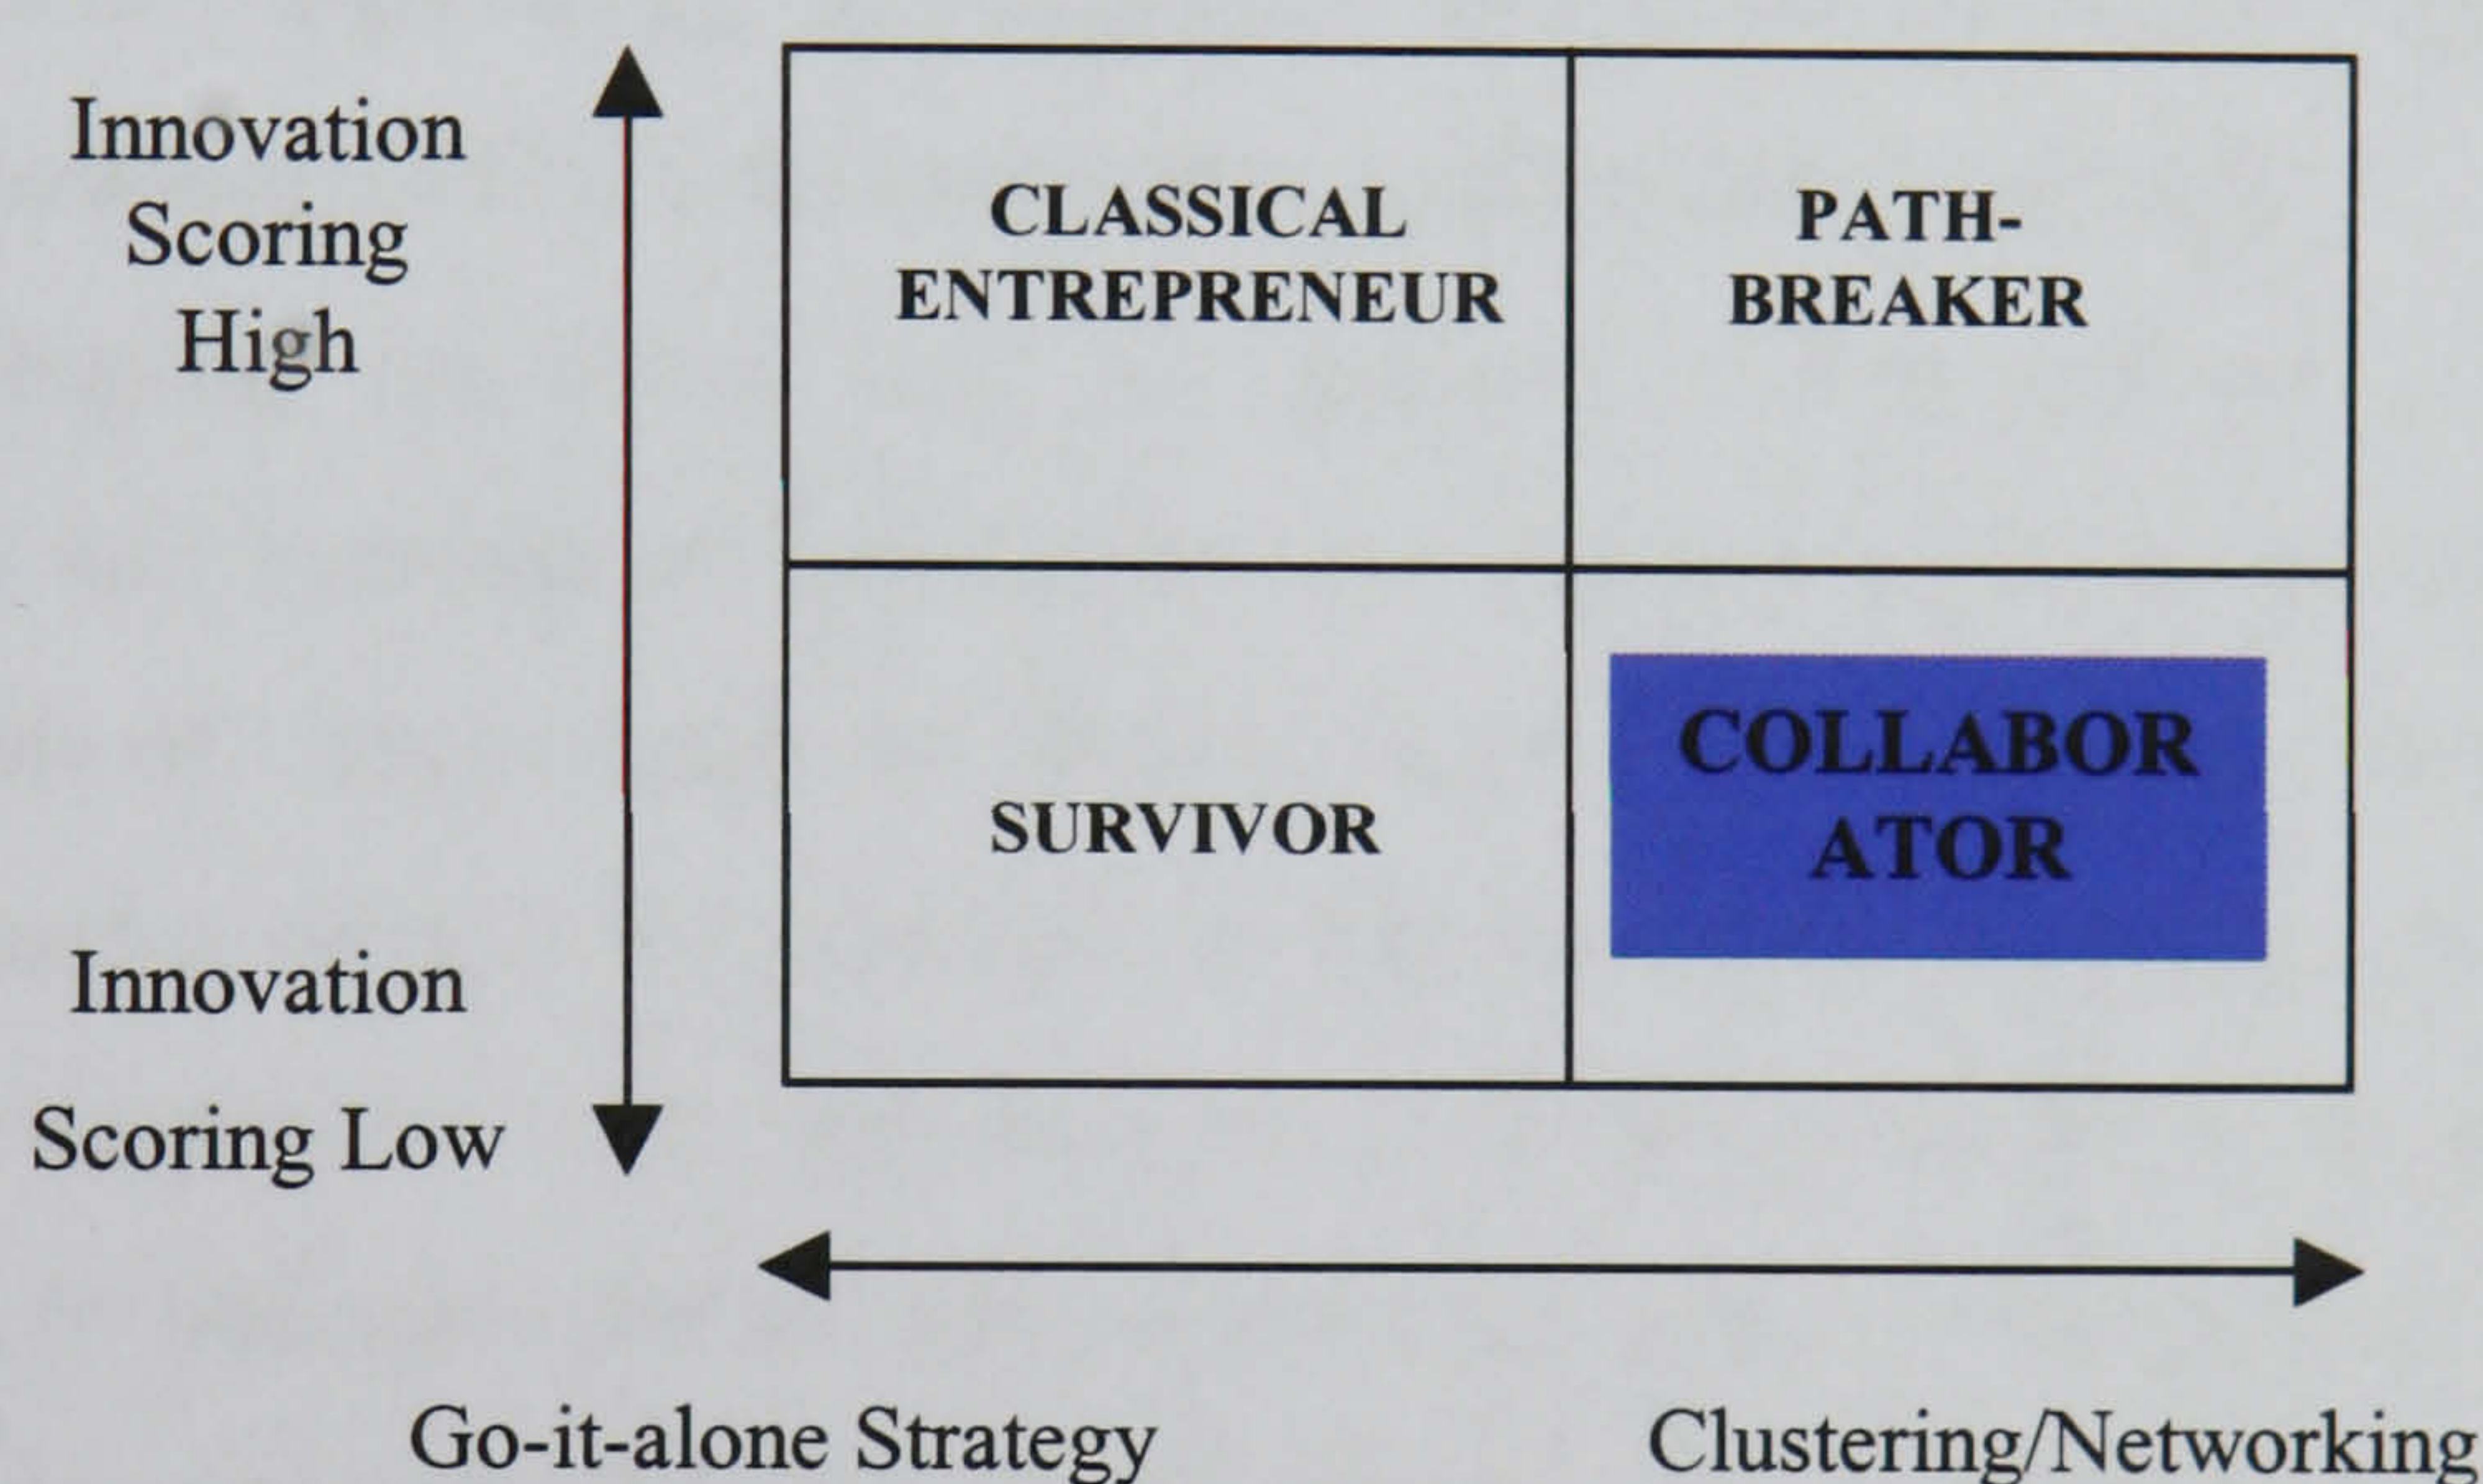 Innovation
Scoring
High
CLASSICAL
ENTREPRENEUR
PATH-
BREAKER
SURVIVOR
COLLABOR
ATOR
Innovation
Scoring Low
Go-it-alone Strategy
Clustering/Networking